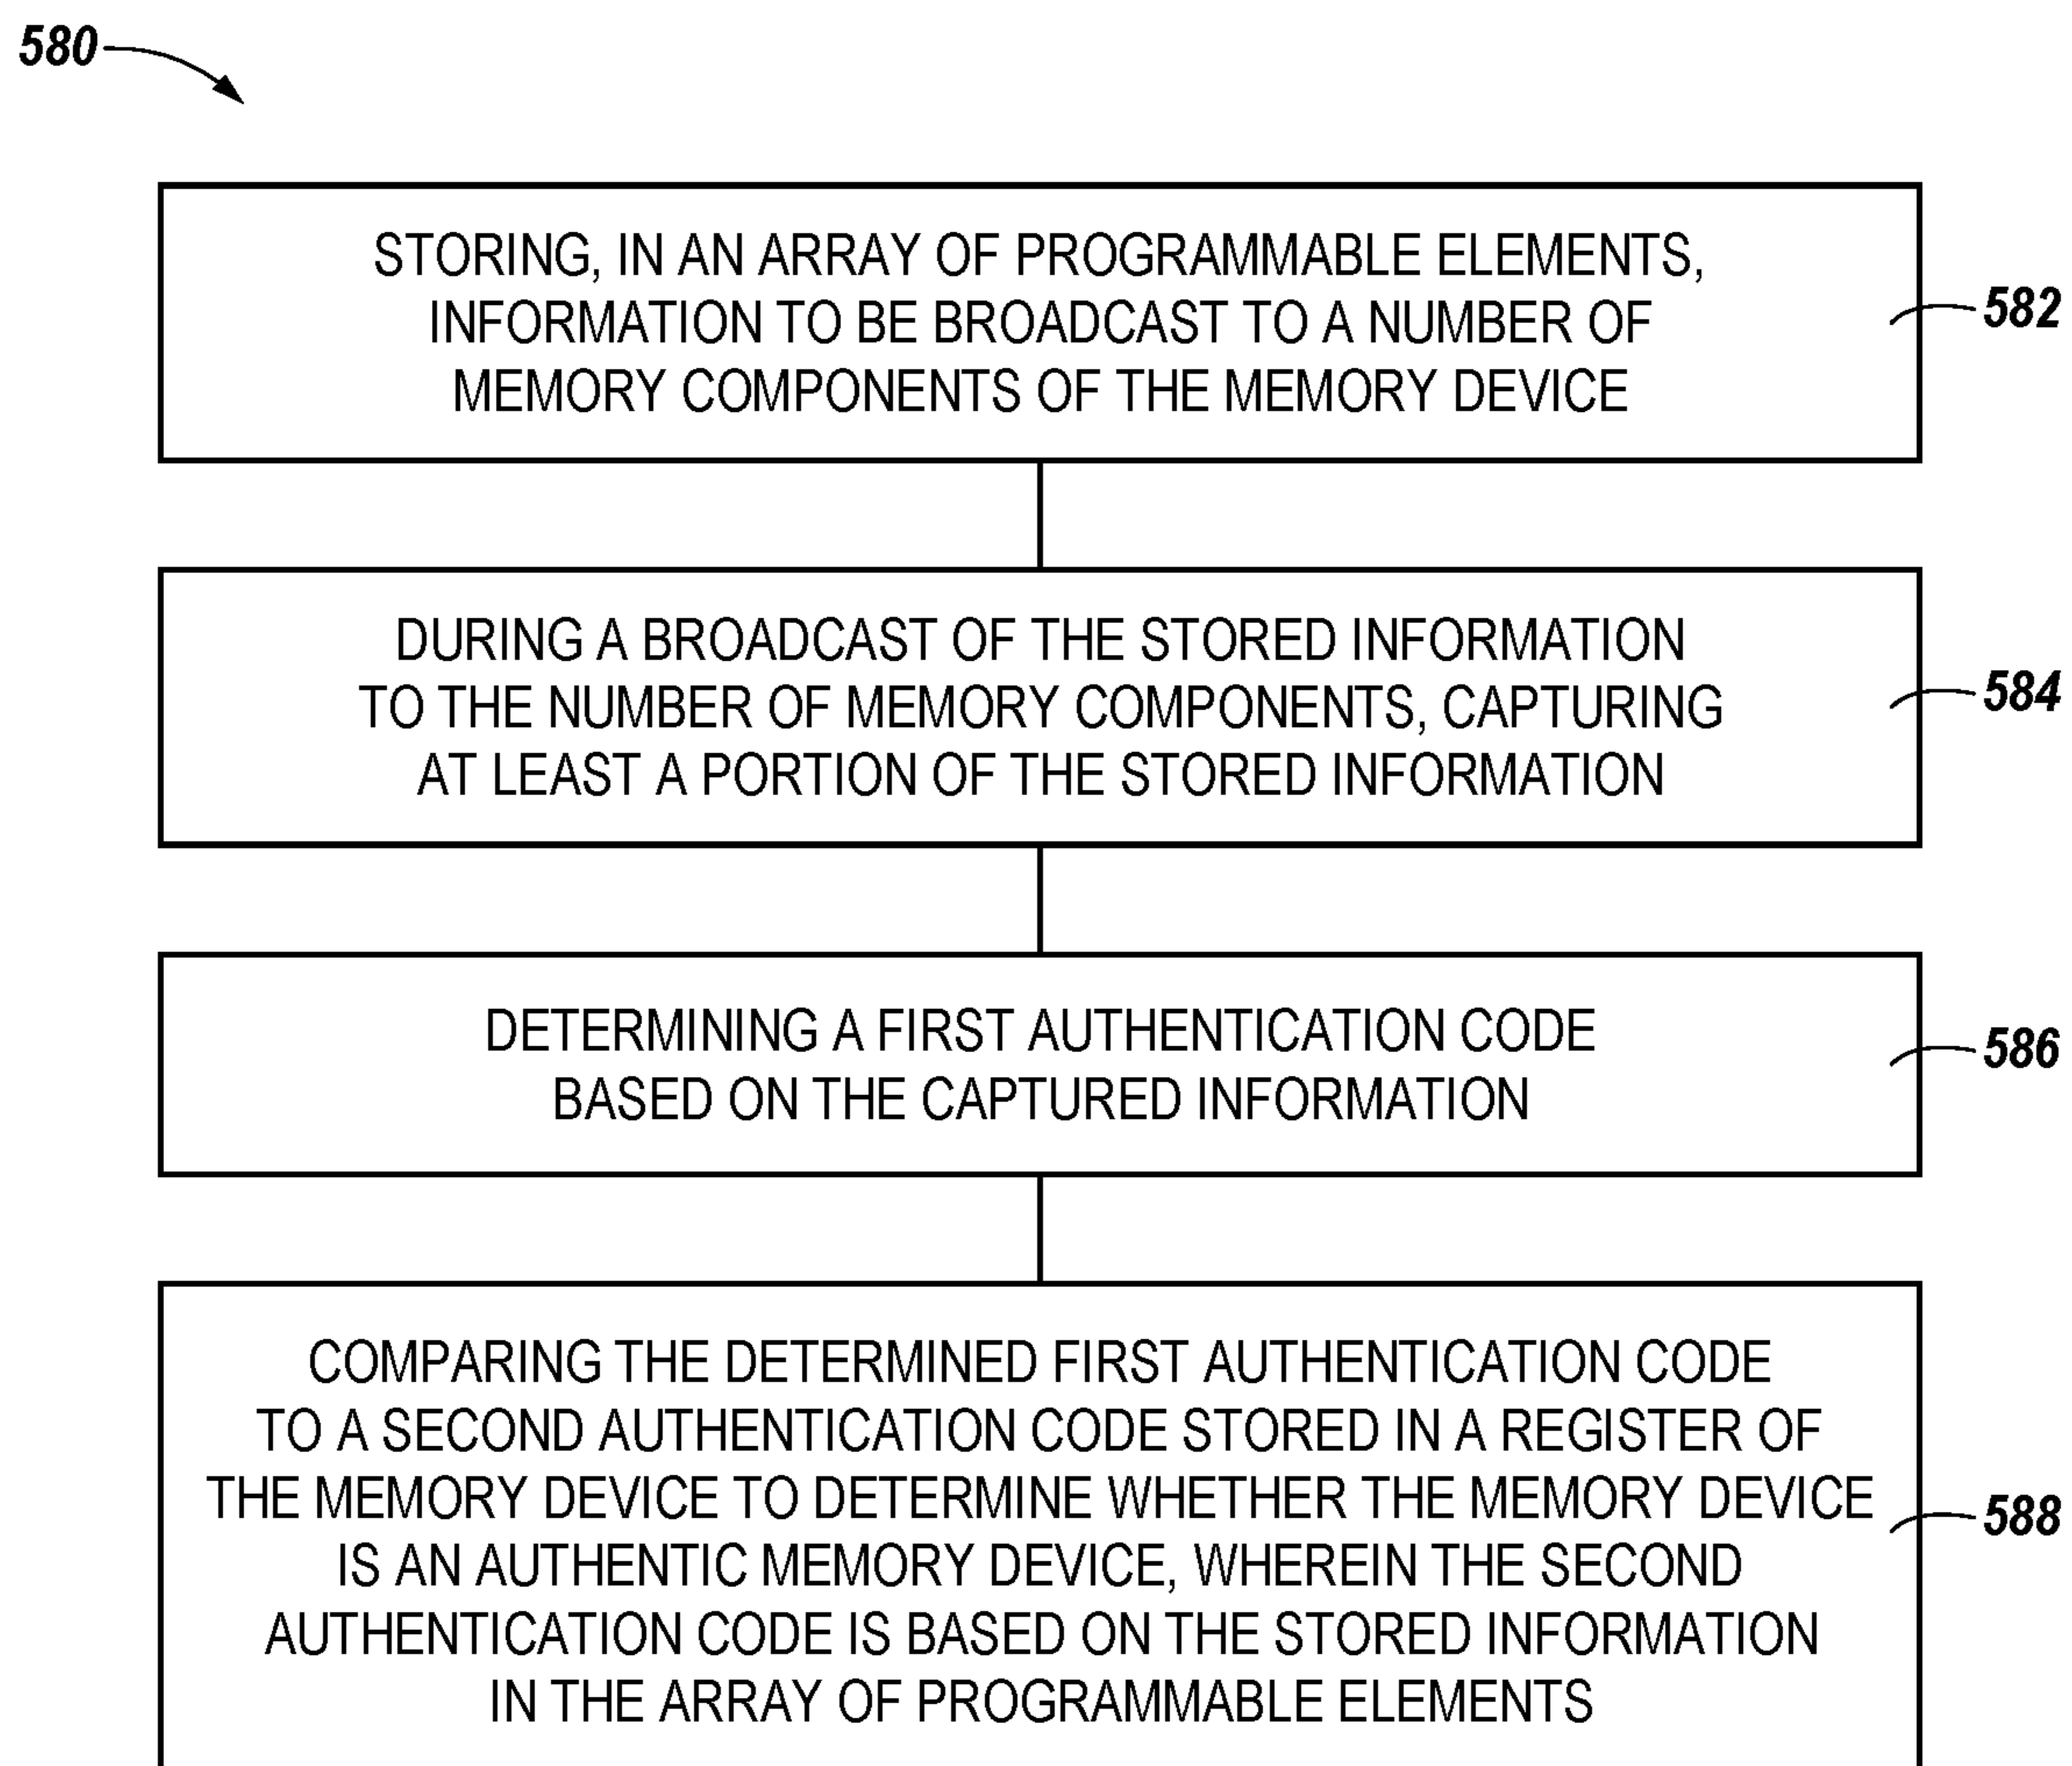 580
STORING, IN AN ARRAY OF PROGRAMMABLE ELEMENTS,
INFORMATION TO BE BROADCAST TO A NUMBER OF
MEMORY COMPONENTS OF THE MEMORY DEVICE
582
DURING A BROADCAST OF THE STORED INFORMATION
TO THE NUMBER OF MEMORY COMPONENTS, CAPTURING
AT LEAST A PORTION OF THE STORED INFORMATION
584
DETERMINING A FIRST AUTHENTICATION CODE
BASED ON THE CAPTURED INFORMATION
586
COMPARING THE DETERMINED FIRST AUTHENTICATION CODE
TO A SECOND AUTHENTICATION CODE STORED IN A REGISTER OF
THE MEMORY DEVICE TO DETERMINE WHETHER THE MEMORY DEVICE
IS AN AUTHENTIC MEMORY DEVICE, WHEREIN THE SECOND
AUTHENTICATION CODE IS BASED ON THE STORED INFORMATION
IN THE ARRAY OF PROGRAMMABLE ELEMENTS
588